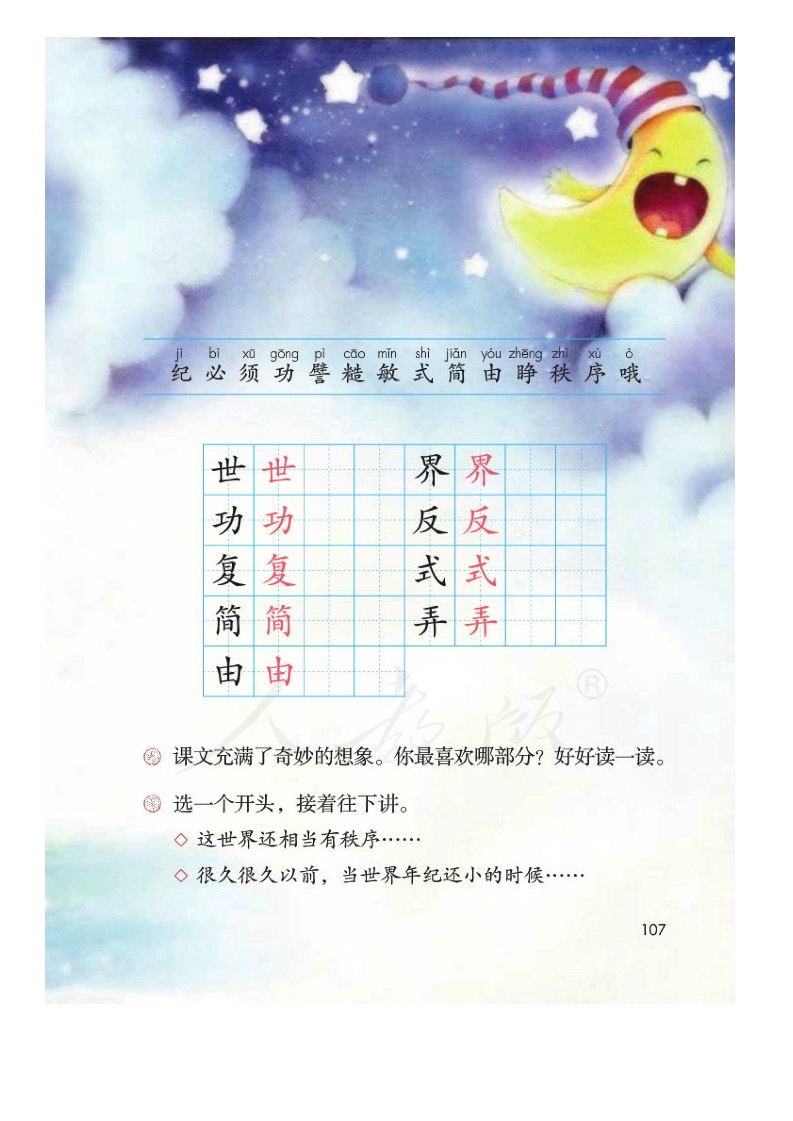 jì bì xū gōng pì cāo mǐn shì jiǎn yóu zhēng zhì xù ò
纪 必 须 功 譬 糙 敏 式 简 由 睁 秩 序 哦
世 世 界 界
功 功 反 反
复 复 式 式
简 简 弄 弄
由 由
人教版®
课文充满了奇妙的想象。你最喜欢哪部分?好好读一读。
选一个开头,接着往下讲。
◇ 这世界还相当有秩序……
◇ 很久很久以前,当世界年纪还小的时候……
107